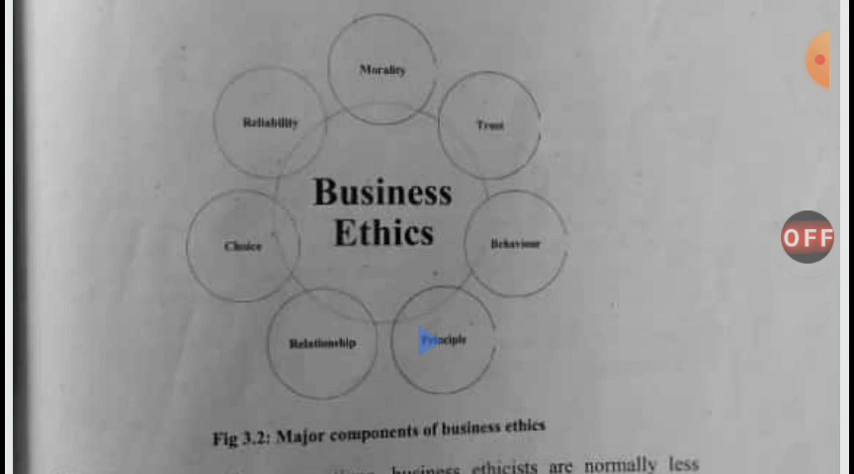 Morality
Reliability
Trust
Business
Ethics
Choice
Behaviour
Relationship
Principle
Fig 3.2: Major components of business ethics
business ethicists are normally less
OFF